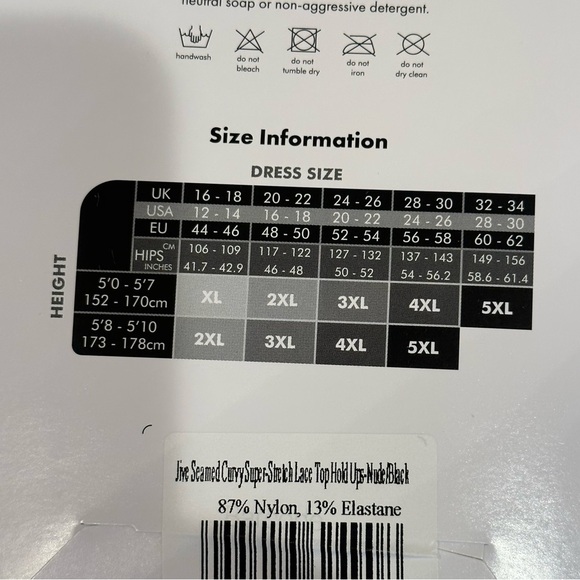 neutral soap or non-aggressive detergent.
handwash do not bleach do not tumble dry do not iron do not dry clean
Size Information
DRESS SIZE
UK 16 - 18 20 - 22 24 - 26 28 - 30 32 - 34
USA 12 - 14 16 - 18 20 - 22 24 - 26 28 - 30
EU 44 - 46 48 - 50 52 - 54 56 - 58 60 - 62
HIPS CM 106 - 109 117 - 122 127 - 132 137 - 143 149 - 156
INCHES 41.7 - 42.9 46 - 48 50 - 52 54 - 56.2 58.6 - 61.4
HEIGHT
5'0 - 5'7
152 - 170cm XL 2XL 3XL 4XL 5XL
5'8 - 5'10
173 - 178cm 2XL 3XL 4XL 5XL
Jive Seamed Curvy Super-Stretch Lace Top Hold Ups-Nude/Black
87% Nylon, 13% Elastane